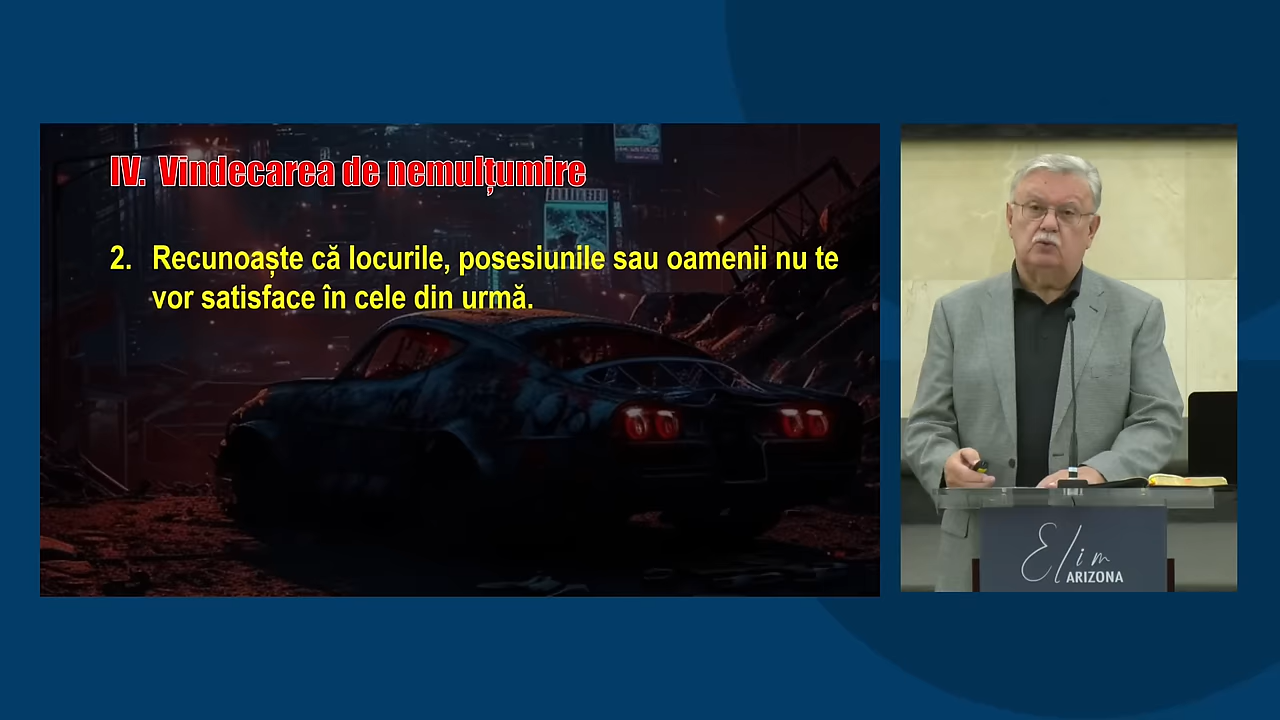 IV. Vindecarea de nemulțumire
2. Recunoaște că locurile, posesiunile sau oamenii nu te
vor satisface în cele din urmă.
Elim
ARIZONA